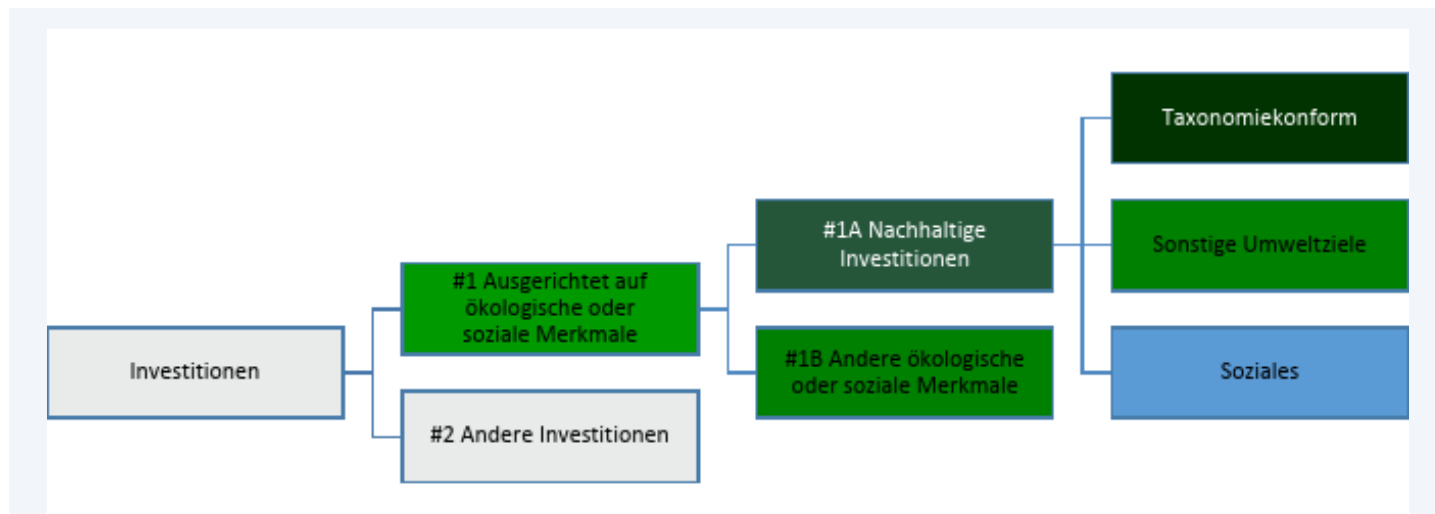 Investitionen
#1 Ausgerichtet auf
ökologische oder
soziale Merkmale
#2 Andere Investitionen
#1A Nachhaltige
Investitionen
#1B Andere ökologische
oder soziale Merkmale
Taxonomiekonform
Sonstige Umweltziele
Soziales